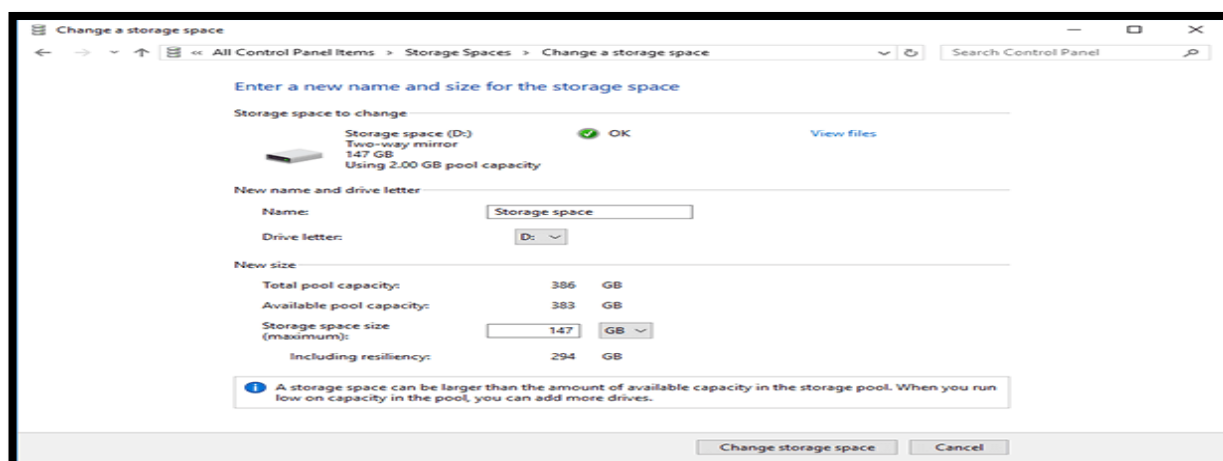 Change a storage space
« All Control Panel Items > Storage Spaces > Change a storage space
Search Control Panel
Enter a new name and size for the storage space
Storage space to change
Storage space (D:) OK View files
Two-way mirror
147 GB
Using 2.00 GB pool capacity
New name and drive letter
Name: Storage space
Drive letter: D:
New size
Total pool capacity: 386 GB
Available pool capacity: 383 GB
Storage space size
(maximum): 147 GB
Including resiliency: 294 GB
A storage space can be larger than the amount of available capacity in the storage pool. When you run
low on capacity in the pool, you can add more drives.
Change storage space Cancel